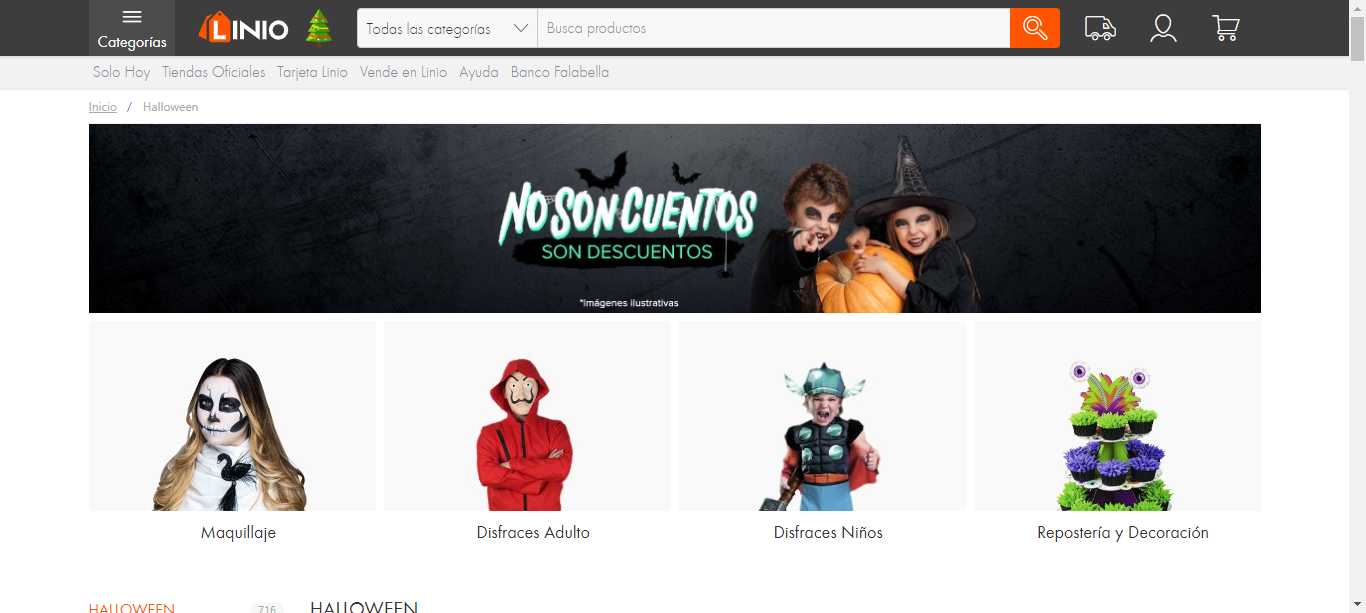 Categorías
LINIO
Todas las categorías
Busca productos
Solo Hoy Tiendas Oficiales Tarjeta Linio Vende en Linio Ayuda Banco Falabella
Inicio / Halloween
NO SON CUENTOS
SON DESCUENTOS
*Imágenes ilustrativas
Maquillaje Disfraces Adulto Disfraces Niños Repostería y Decoración
HALLOWEEN 716 HALLOWEEN